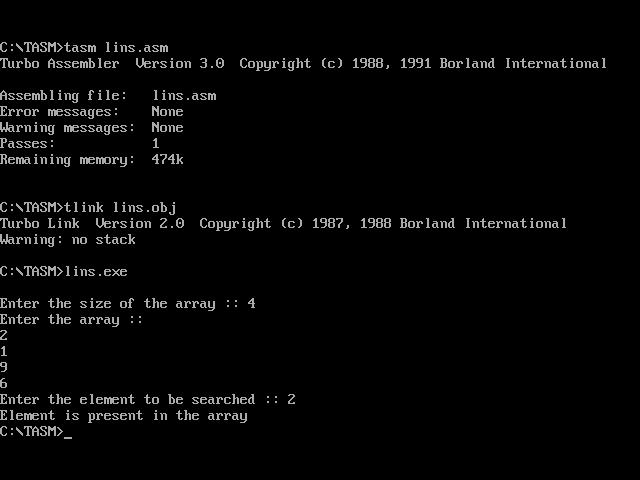 C:\TASM>tasm lins.asm
Turbo Assembler  Version 3.0  Copyright (c) 1988, 1991 Borland International
Assembling file:   lins.asm
Error messages:    None
Warning messages:  None
Passes:            1
Remaining memory:  474k
C:\TASM>tlink lins.obj
Turbo Link  Version 2.0  Copyright (c) 1987, 1988 Borland International
Warning: no stack
C:\TASM>lins.exe
Enter the size of the array :: 4
Enter the array ::
2
1
9
6
Enter the element to be searched :: 2
Element is present in the array
C:\TASM>_